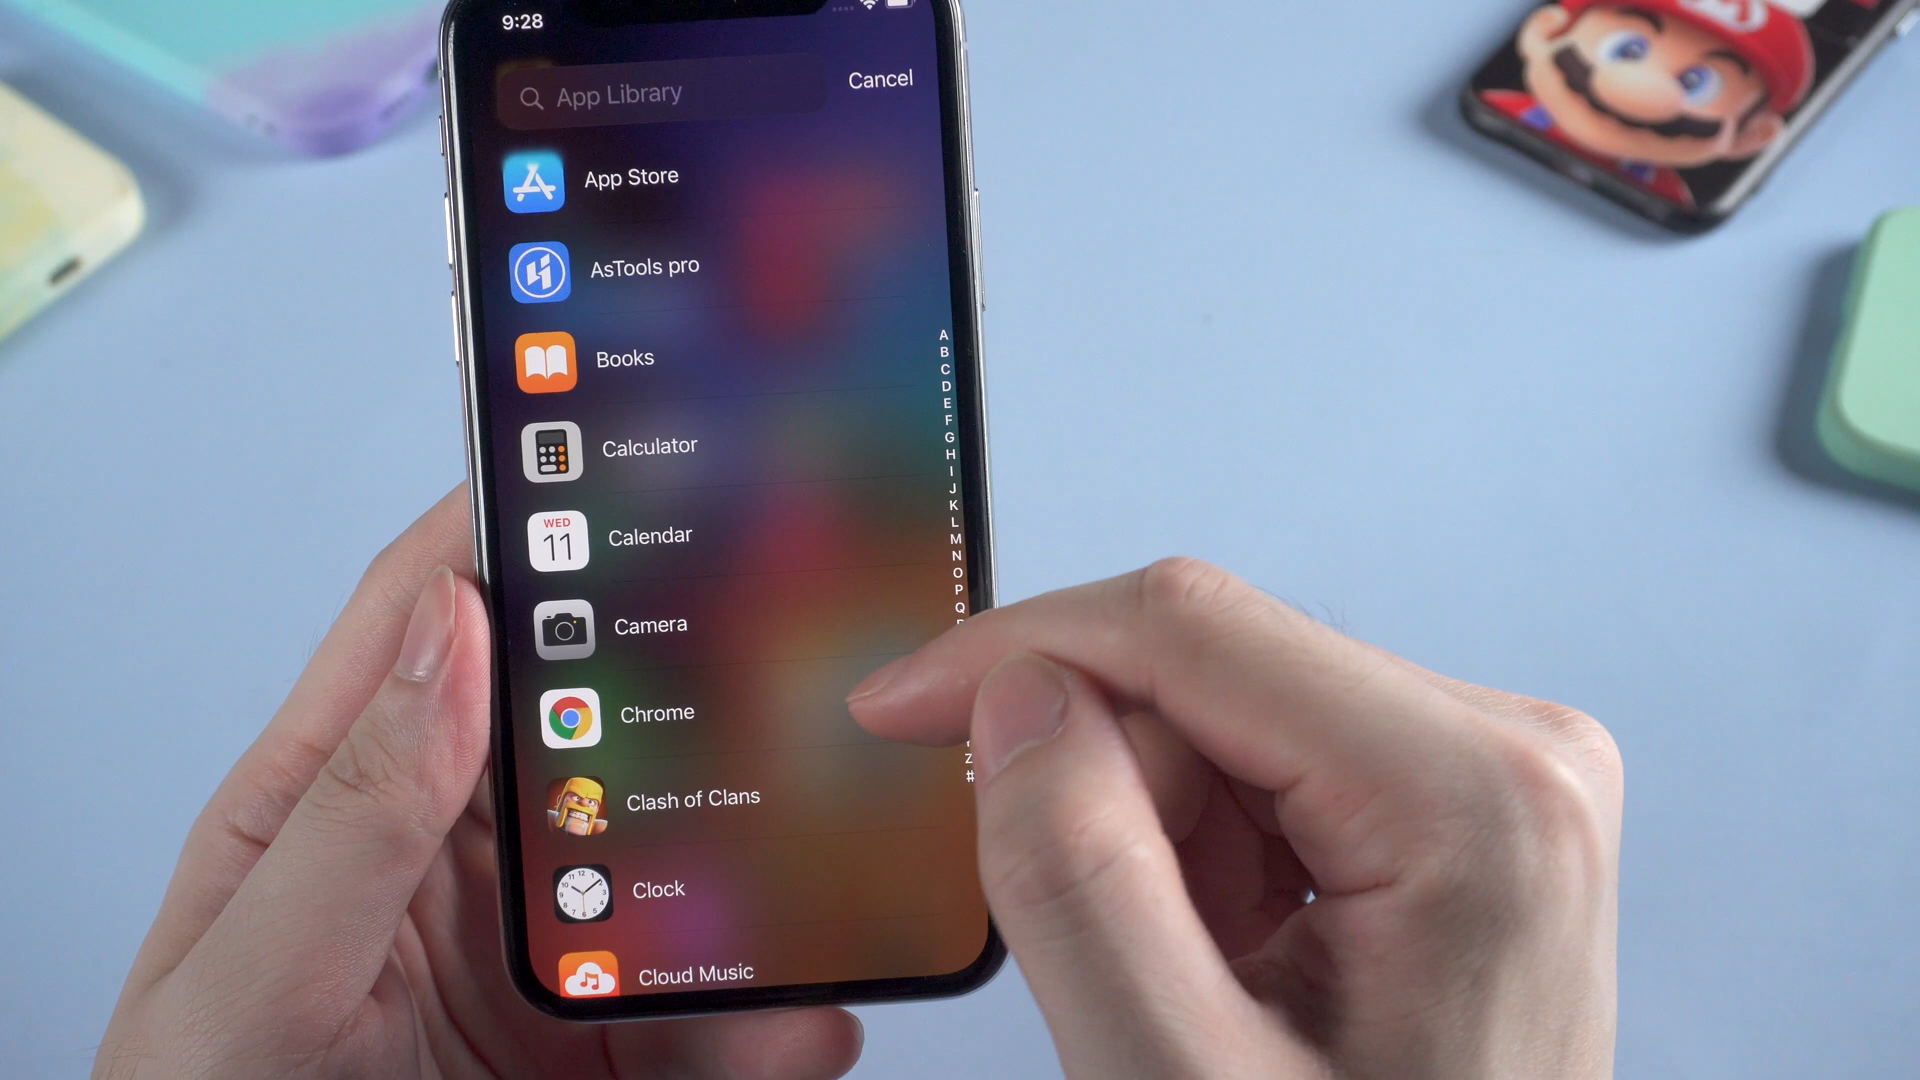 9:28
App Library
Cancel
App Store
AsTools pro
Books
Calculator
WED
11
Calendar
Camera
Chrome
Clash of Clans
Clock
Cloud Music
A
B
C
D
E
F
G
H
I
J
K
L
M
N
O
P
Q
Z
#